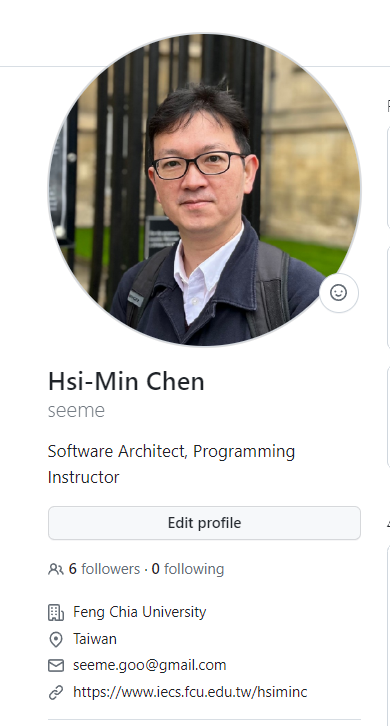 Hsi-Min Chen
seeme
Software Architect, Programming
Instructor
Edit profile
6 followers · 0 following
Feng Chia University
Taiwan
seeme.goo@gmail.com
https://www.iecs.fcu.edu.tw/hsiminc